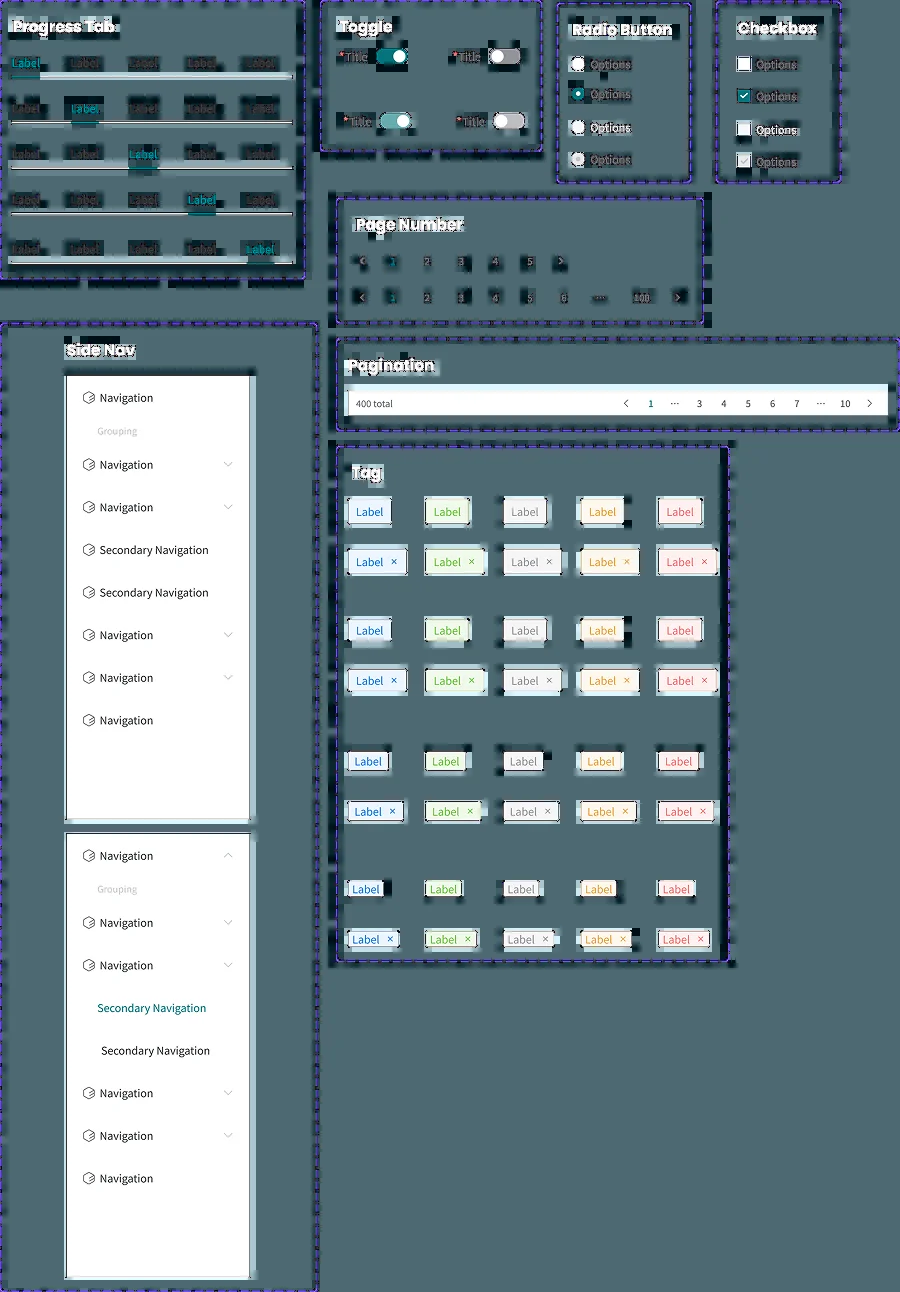 Progress Tab
Label Label Label Label Label
Label Label Label Label Label
Label Label Label Label Label
Label Label Label Label Label
Label Label Label Label Label
Toggle
*Title *Title
*Title *Title
Radio Button
Options
Options
Options
Options
Checkbox
Options
Options
Options
Options
Page Number
< 1 2 3 4 5 >
< 1 2 3 4 5 6 ··· 100 >
Side Nav
Navigation
Grouping
Navigation
Navigation
Secondary Navigation
Secondary Navigation
Navigation
Navigation
Navigation
Navigation
Grouping
Navigation
Navigation
Secondary Navigation
Secondary Navigation
Navigation
Navigation
Navigation
Pagination
400 total < 1 ··· 3 4 5 6 7 ··· 10 >
Tag
Label Label Label Label Label
Label × Label × Label × Label × Label ×
Label Label Label Label Label
Label × Label × Label × Label × Label ×
Label Label Label Label Label
Label × Label × Label × Label × Label ×
Label Label Label Label Label
Label × Label × Label × Label × Label ×